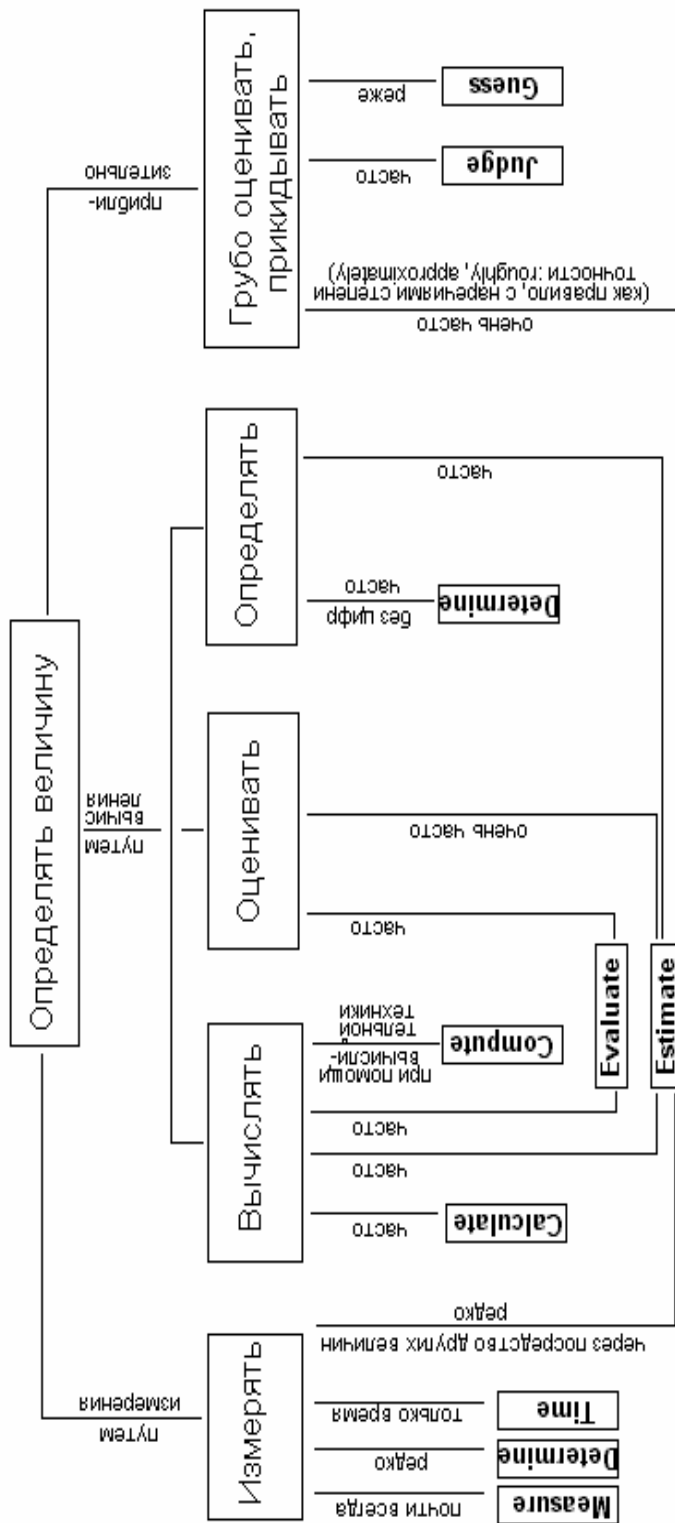 Определять величину
путем
измерения
путем
вычис
ления
прибли-
зительно
Измерять
Вычислять
Оценивать
Определять
Грубо оценивать,
прикидывать
почти всегда
Measure
редко
Determine
только время
Time
через посредство других величин
редко
часто
Calculate
часто
часто
при помощи
вычисли-
тельной
техники
Compute
часто
очень часто
без цифр
часто
Determine
часто
очень часто
(как правило, с наречиями степени
точности :roughly, approximately)
часто
Judge
реже
Guess
Evaluate
Estimate